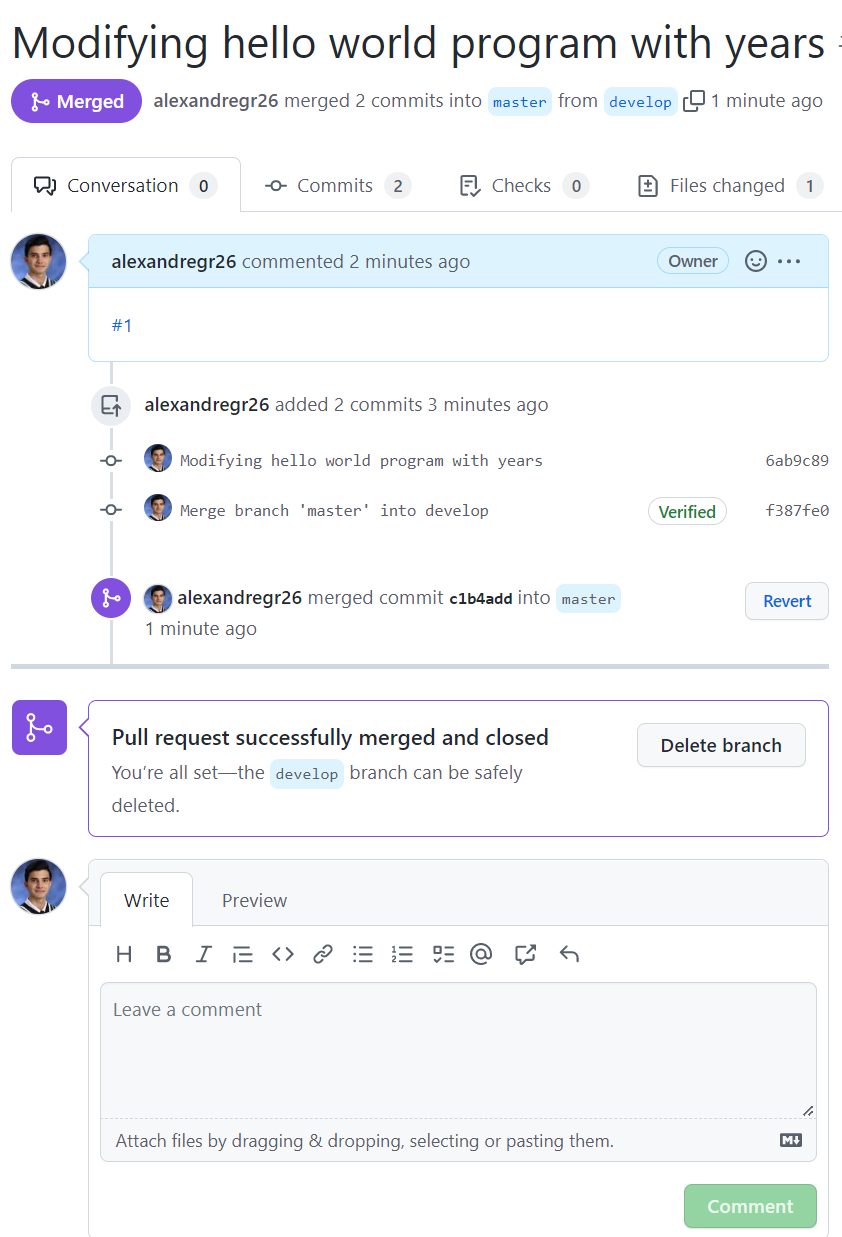 Modifying hello world program with years
Merged alexandregr26 merged 2 commits into master from develop 1 minute ago
Conversation 0 Commits 2 Checks 0 Files changed 1
alexandregr26 commented 2 minutes ago Owner
#1
alexandregr26 added 2 commits 3 minutes ago
Modifying hello world program with years 6ab9c89
Merge branch 'master' into develop Verified f387fe0
alexandregr26 merged commit c1b4add into master Revert
1 minute ago
Pull request successfully merged and closed
Delete branch
You’re all set—the develop branch can be safely
deleted.
Write Preview
Leave a comment
Attach files by dragging & dropping, selecting or pasting them.
Comment